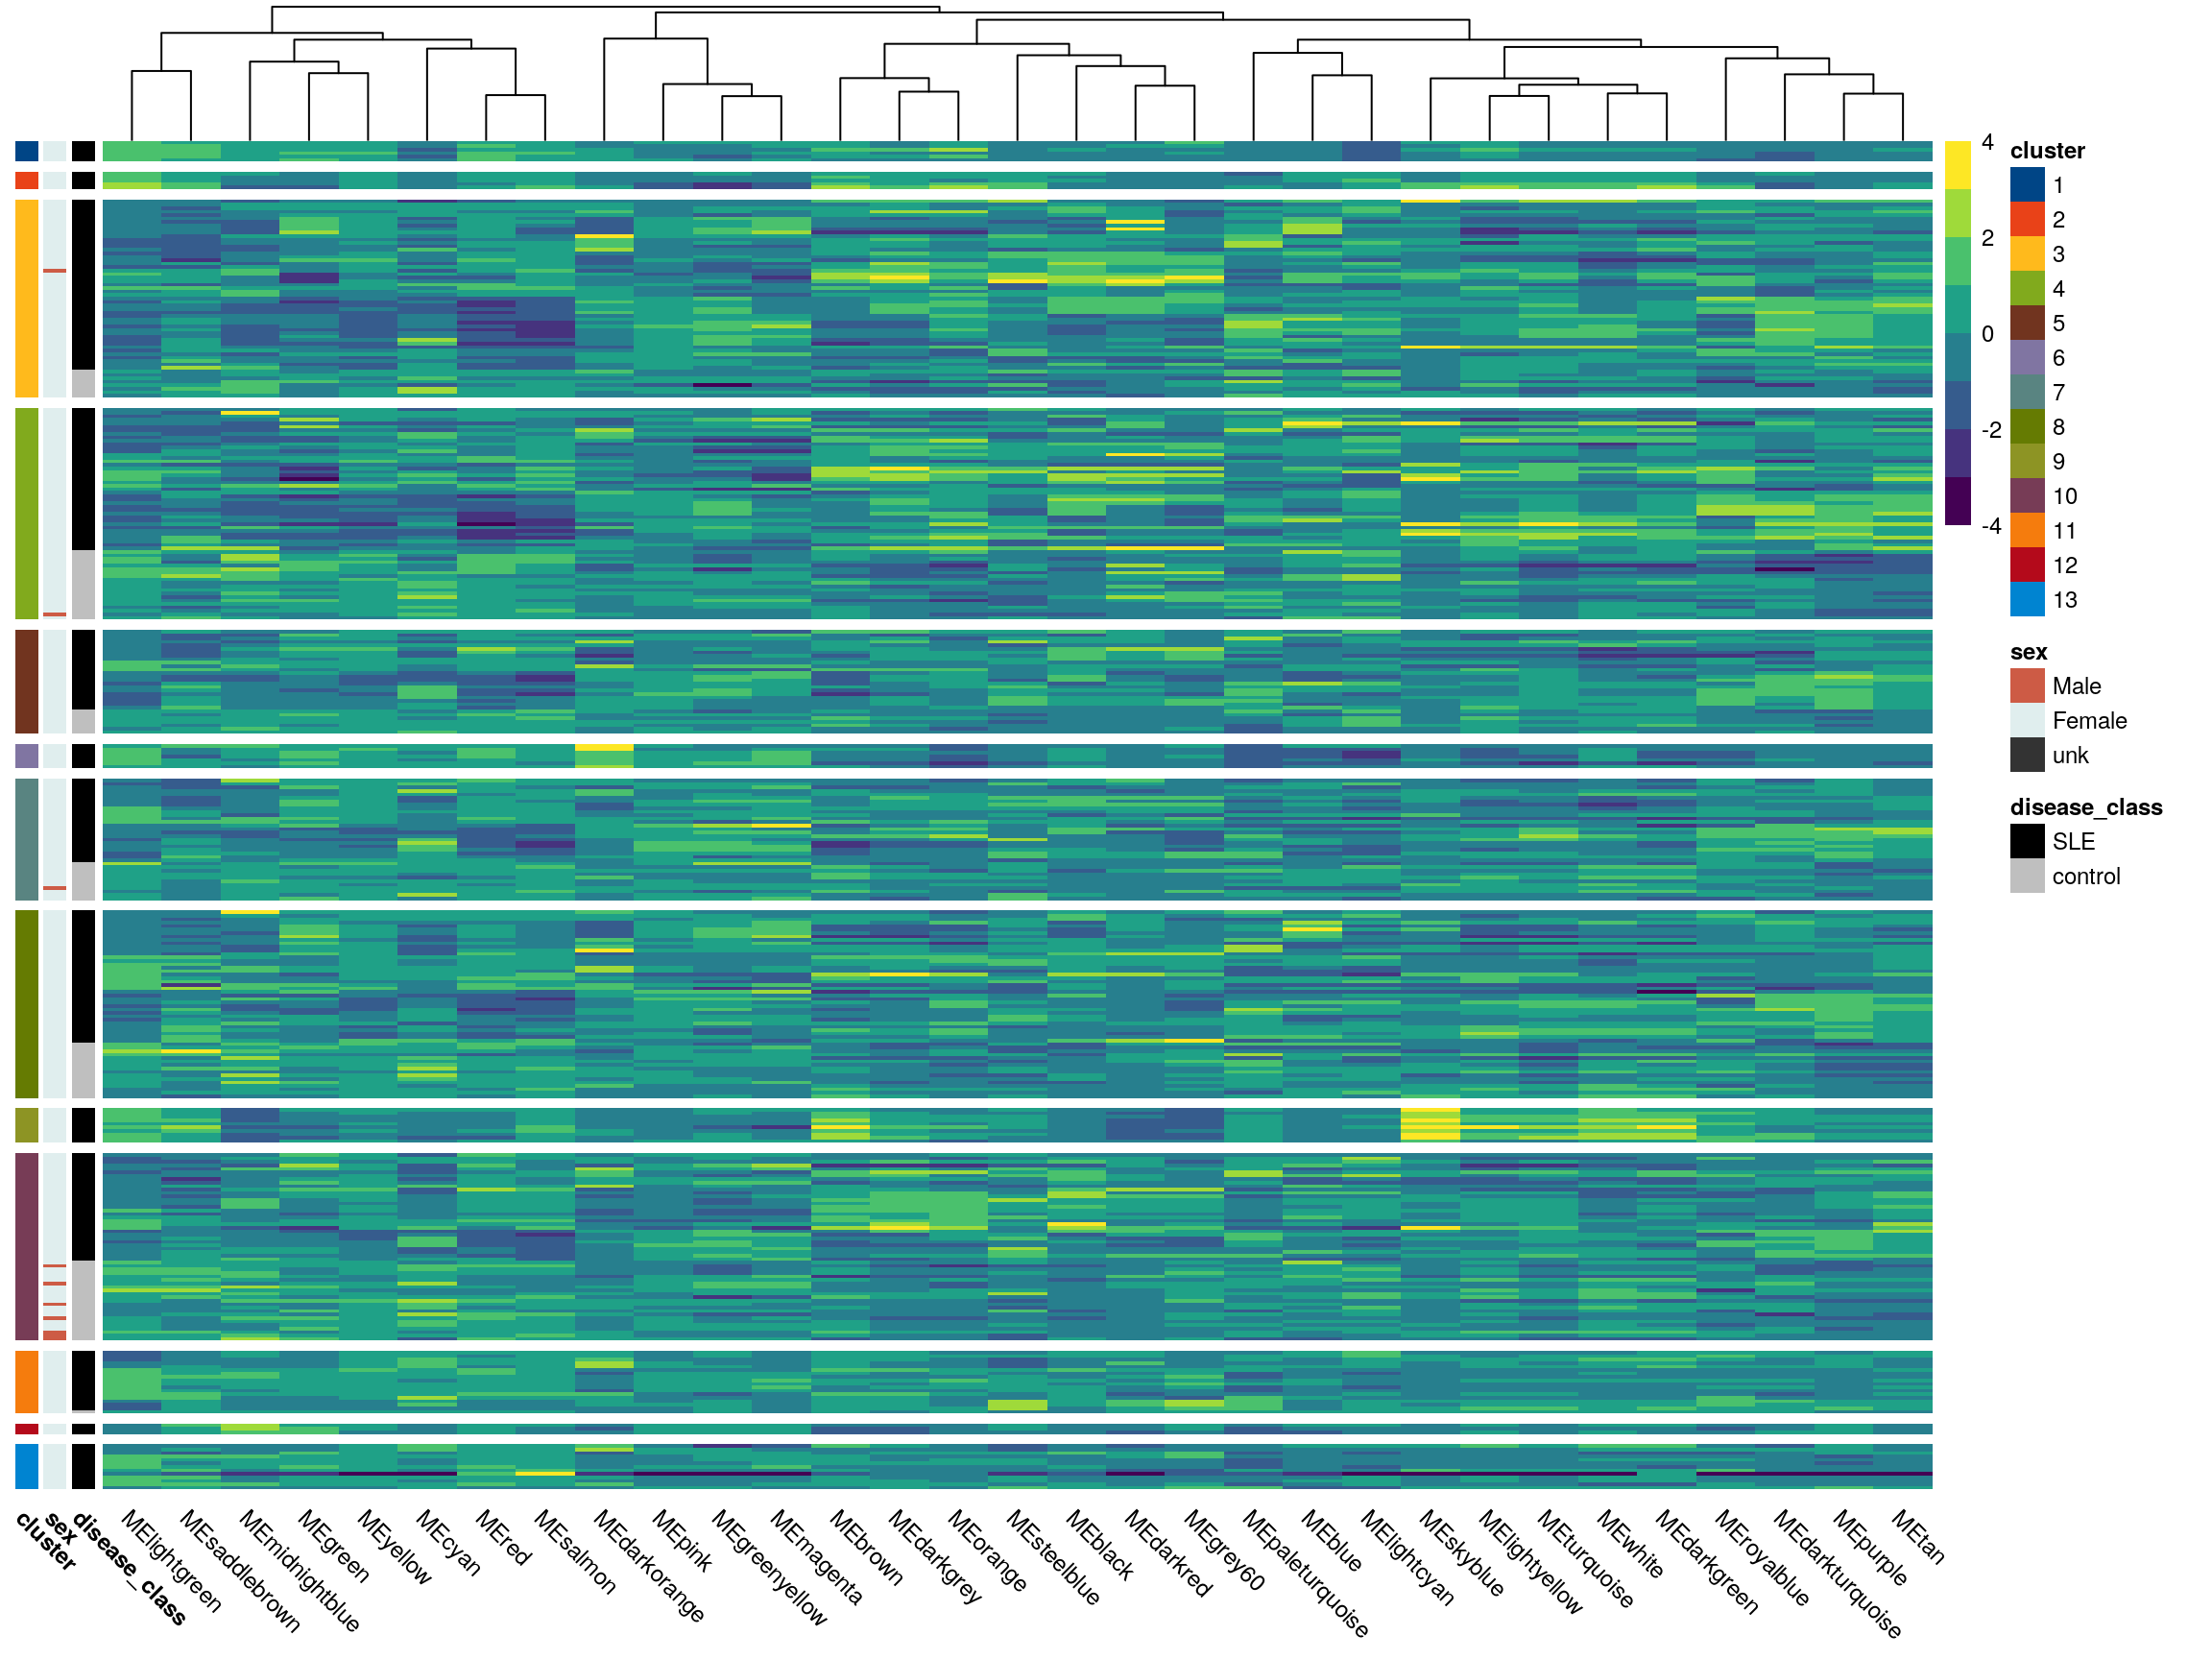 4
2
0
-2
-4
cluster
1
2
3
4
5
6
7
8
9
10
11
12
13
sex
Male
Female
unk
disease_class
SLE
control
cluster
sex
disease_class
MElightgreen
MEsaddlebrown
MEmidnightblue
MEgreen
MEyellow
MEcyan
MEred
MEsalmon
MEdarkorange
MEpink
MEgreenyellow
MEmagenta
MEbrown
MEdarkgrey
MEorange
MEsteelblue
MEblack
MEdarkred
MEgrey60
MEpaleturquoise
MEblue
MElightcyan
MEskyblue
MElightyellow
MEturquoise
MEwhite
MEdarkgreen
MEroyalblue
MEdarkturquoise
MEpurple
MEtan